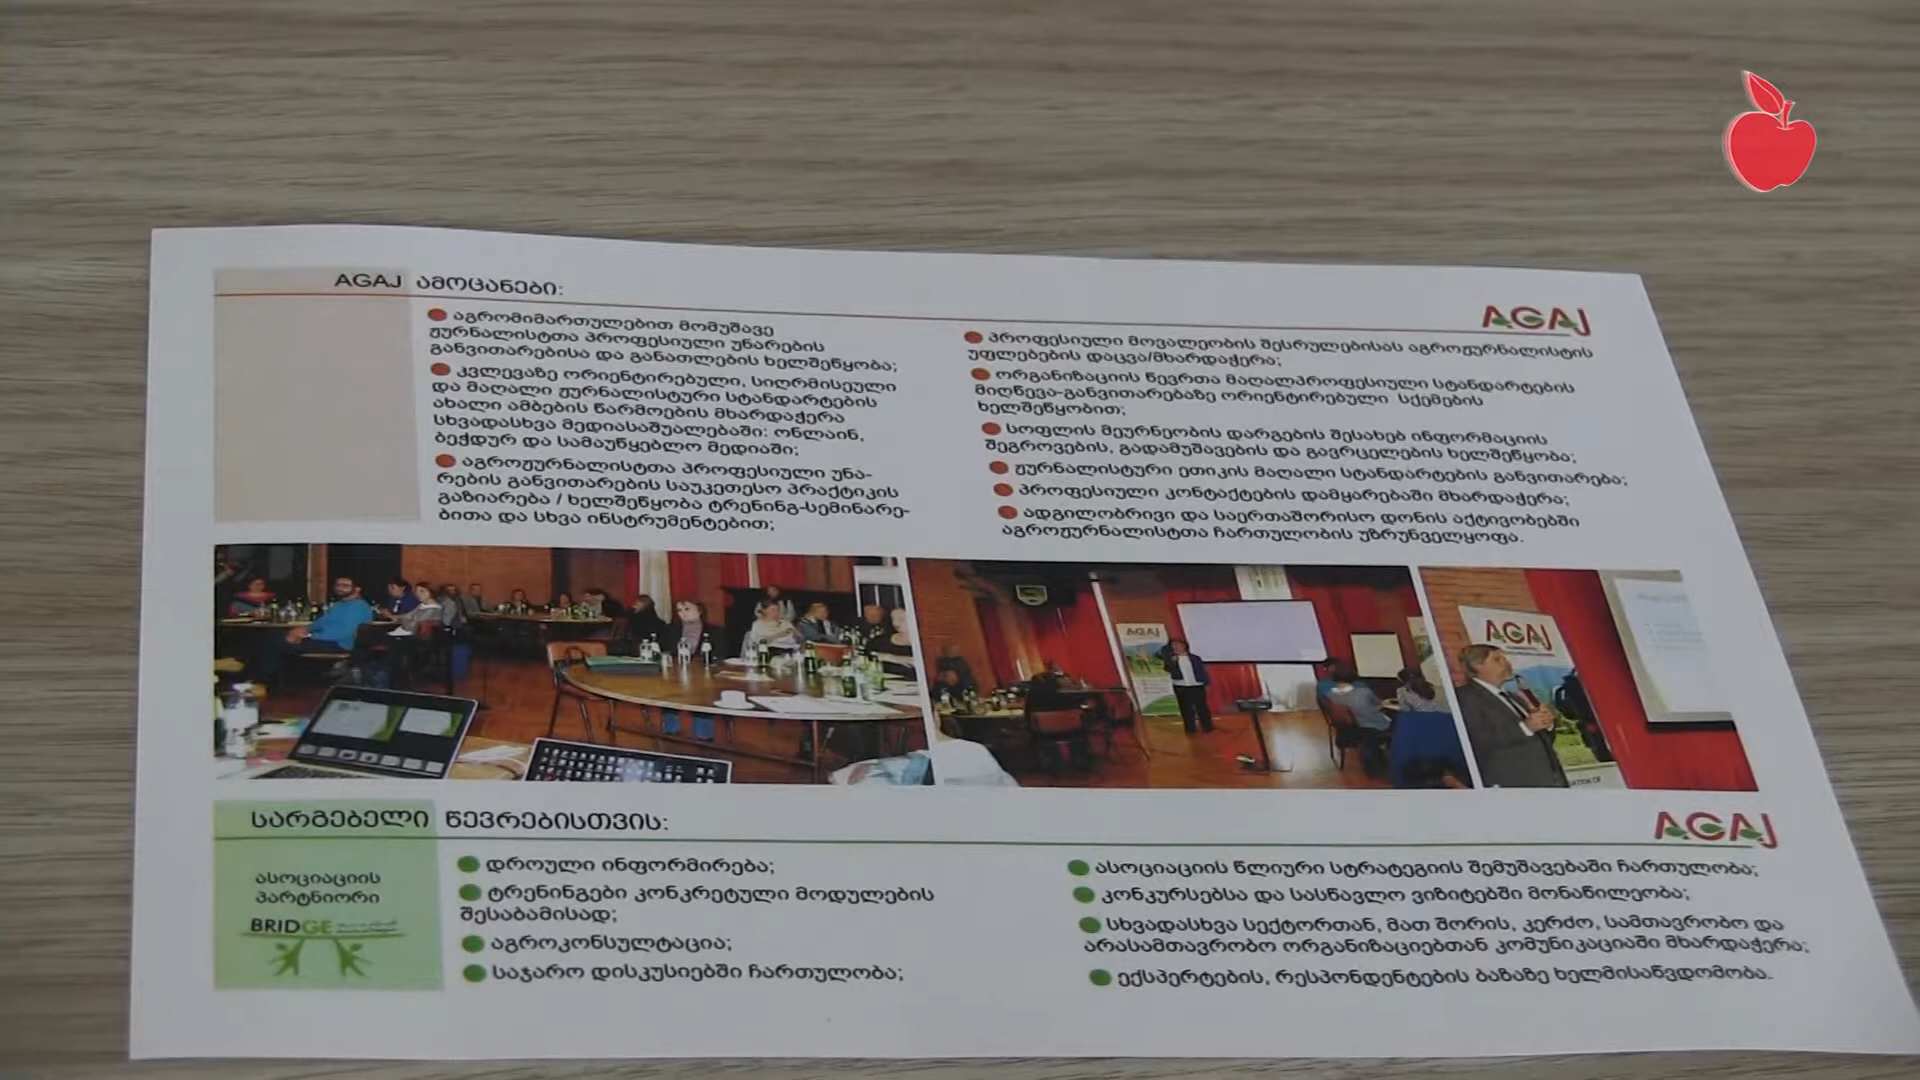 AGAJ ამოცანები:
AGAJ
აგრომიმართულებით მომუშავე
ჟურნალისტთა პროფესიული უნარების
განვითარებისა და განათლების ხელშეწყობა;
კვლევაზე ორიენტირებული, სიღრმისეული
და მაღალი ჟურნალისტური სტანდარტების
ახალი ამბების წარმოების მხარდაჭერა
სხვადასხვა მედიასაშუალებაში: ონლაინ,
ბეჭდურ და სამაუწყებლო მედიაში;
აგროჟურნალისტთა პროფესიული უნა-
რების განვითარების საუკეთესო პრაქტიკის
გაზიარება / ხელშეწყობა ტრენინგ-სემინარე-
ბითა და სხვა ინსტრუმენტებით;
პროფესიული მოვალეობის შესრულებისას აგროჟურნალისტის
უფლებების დაცვა/მხარდაჭერა;
ორგანიზაციის წევრთა მაღალპროფესიული სტანდარტების
მიღწევა-განვითარებაზე ორიენტირებული სქემების
ხელშეწყობით;
სოფლის მეურნეობის დარგების შესახებ ინფორმაციის
შეგროვების, გადამუშავების და გავრცელების ხელშეწყობა;
ჟურნალისტური ეთიკის მაღალი სტანდარტების განვითარება;
პროფესიული კონტაქტების დამყარებაში მხარდაჭერა;
ადგილობრივი და საერთაშორისო დონის აქტივობებში
აგროჟურნალისტთა ჩართულობის უზრუნველყოფა.
AGAJ
AGAJ
სარგებელი წევრებისთვის:
AGAJ
ასოციაციის
პარტნიორი
BRIDGE
დროული ინფორმირება;
ტრენინგები კონკრეტული მოდულების
შესაბამისად;
აგროკონსულტაცია;
საჯარო დისკუსიებში ჩართულობა;
ასოციაციის წლიური სტრატეგიის შემუშავებაში ჩართულობა;
კონკურსებსა და სასწავლო ვიზიტებში მონაწილეობა;
სხვადასხვა სექტორთან, მათ შორის, კერძო, სამთავრობო და
არასამთავრობო ორგანიზაციებთან კომუნიკაციაში მხარდაჭერა;
ექსპერტების, რესპონდენტების ბაზაზე ხელმისაწვდომობა.